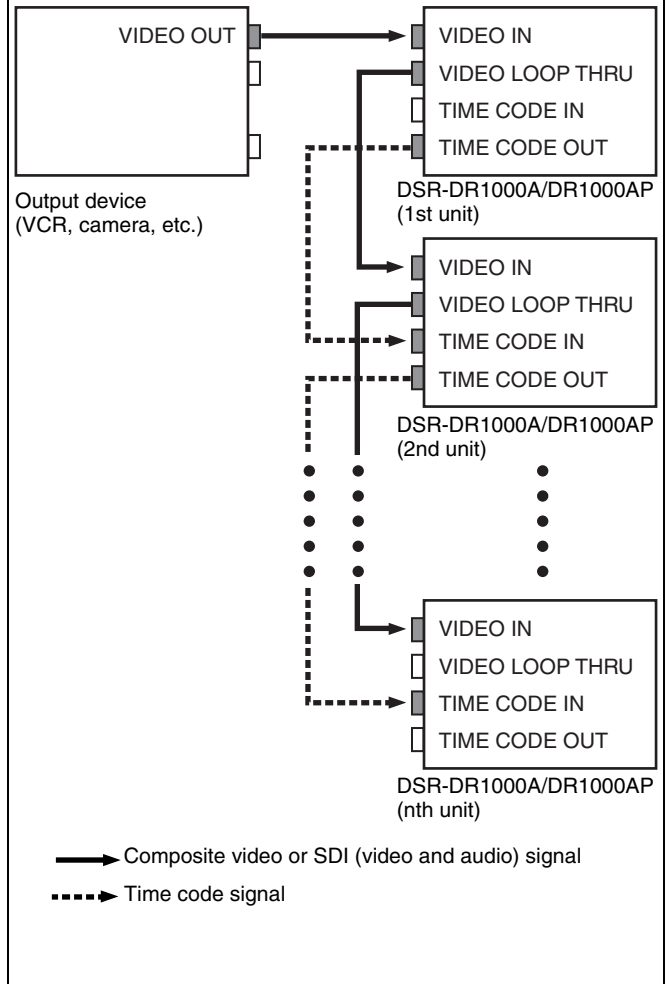 VIDEO OUT
Output device
(VCR, camera, etc.)
VIDEO IN
VIDEO LOOP THRU
TIME CODE IN
TIME CODE OUT
DSR-DR1000A/DR1000AP
(1st unit)
VIDEO IN
VIDEO LOOP THRU
TIME CODE IN
TIME CODE OUT
DSR-DR1000A/DR1000AP
(2nd unit)
VIDEO IN
VIDEO LOOP THRU
TIME CODE IN
TIME CODE OUT
DSR-DR1000A/DR1000AP
(nth unit)
Composite video or SDI (video and audio) signal
Time code signal